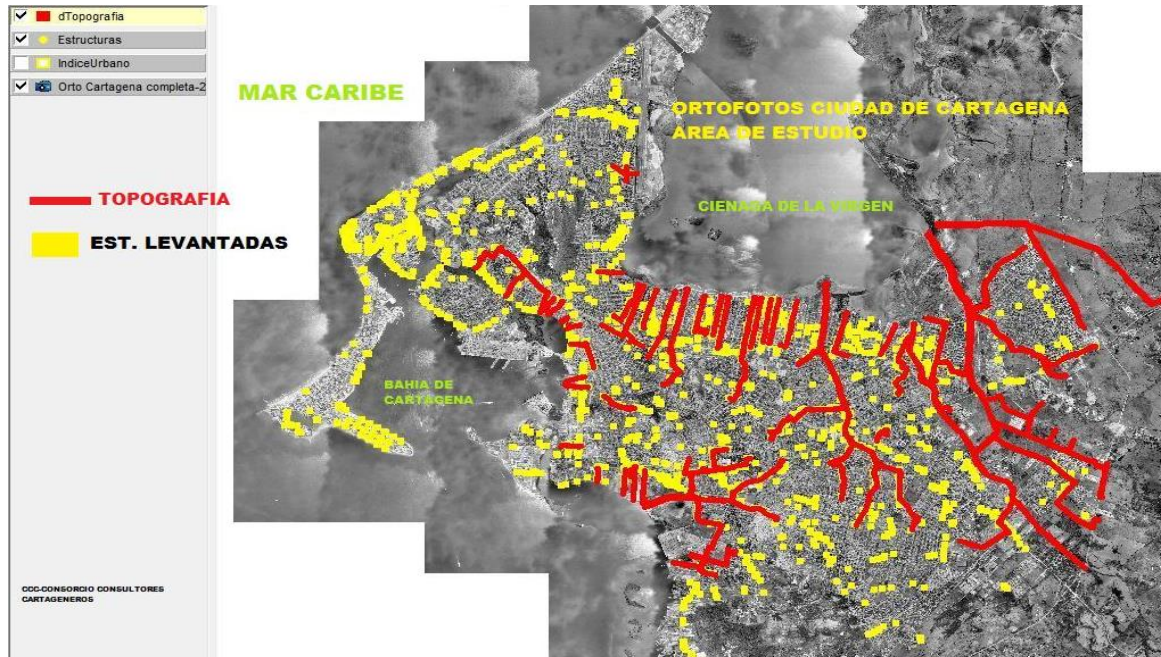 dTopografia
Estructuras
IndiceUrbano
Orto Cartagena completa-2
MAR CARIBE
ORTOFOTOS CIUDAD DE CARTAGENA
AREA DE ESTUDIO
TOPOGRAFIA
CIENAGA DE LA VIRGEN
EST. LEVANTADAS
BAHIA DE
CARTAGENA
CCC-CONSORCIO CONSULTORES
CARTAGENEROS